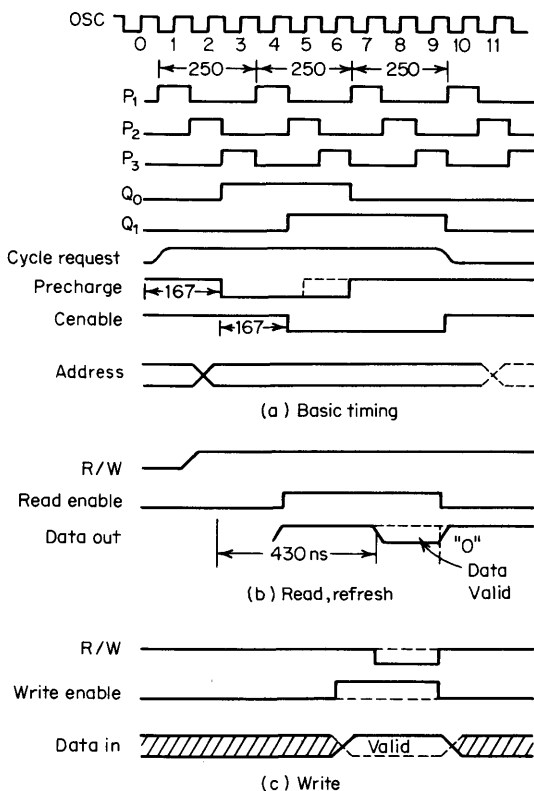 OSC
0 1 2 3 4 5 6 7 8 9 10 11
250 250 250
P1
P2
P3
Q0
Q1
Cycle request
Precharge
167
Cenable
167
Address
(a) Basic timing
R/W
Read enable
Data out
430 ns
"0"
Data
Valid
(b) Read, refresh
R/W
Write enable
Data in
Valid
(c) Write